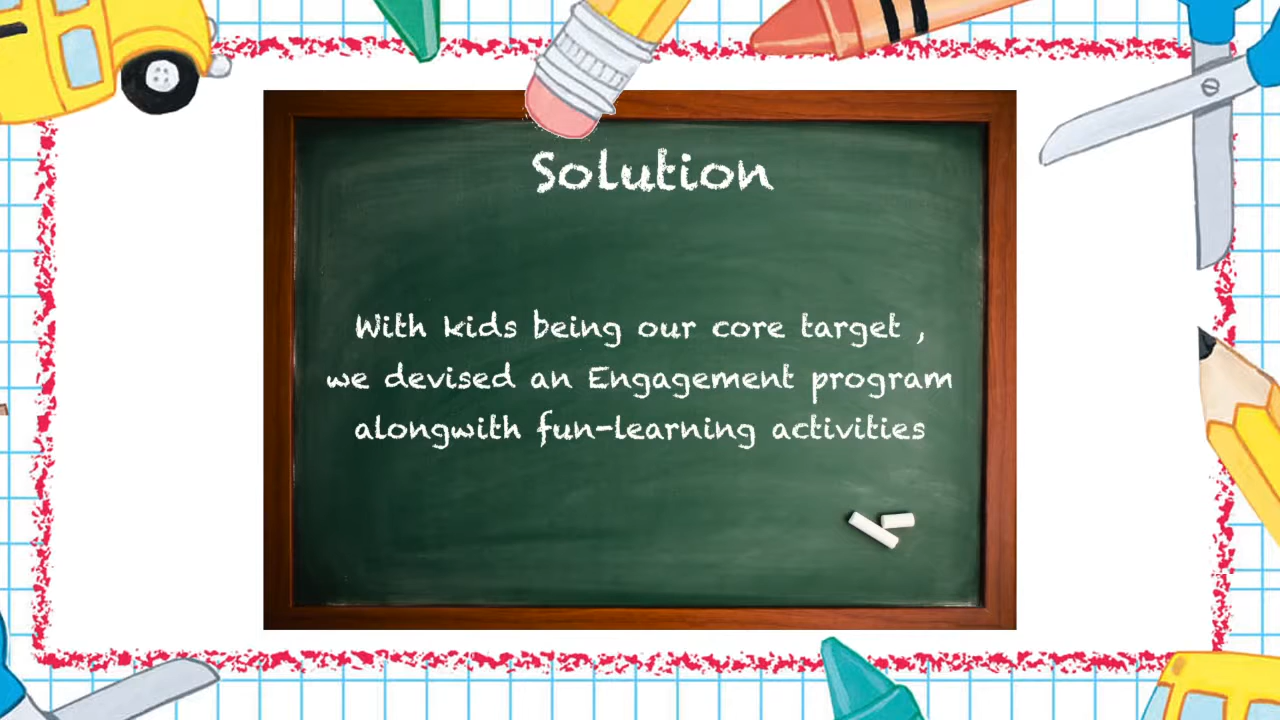 Solution
With kids being our core target ,
we devised an Engagement program
alongwith fun-learning activities